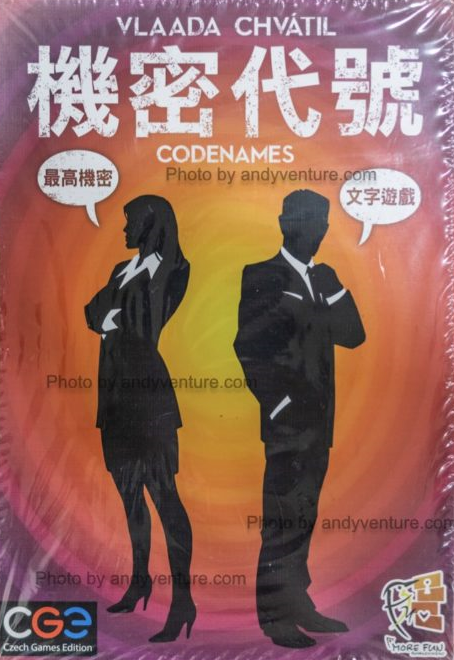 VLAADA CHVÁTIL
機密代號
CODENAMES
Photo by andyventure.com
最高機密
文字遊戲
Photo by andyventure.com
Photo by andyventure.com
Photo by andyventure.com
CGE
Czech Games Edition
MORE FUN